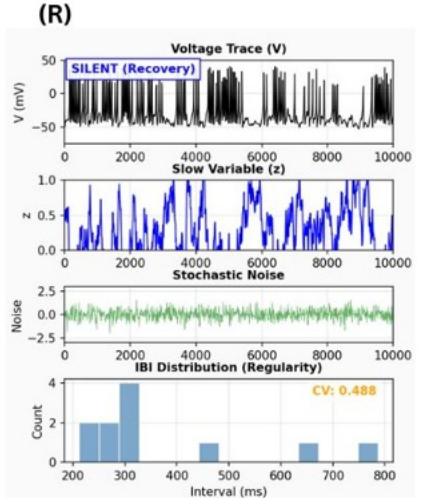 (R)
Voltage Trace (V)
SILENT (Recovery)
50
0
−50
V (mV)
0 2000 4000 6000 8000 10000
Slow Variable (z)
1.0
0.5
0.0
z
0 2000 4000 6000 8000 10000
Stochastic Noise
2.5
0.0
−2.5
Noise
0 2000 4000 6000 8000 10000
IBI Distribution (Regularity)
CV: 0.488
4
2
0
Count
200 300 400 500 600 700 800
Interval (ms)